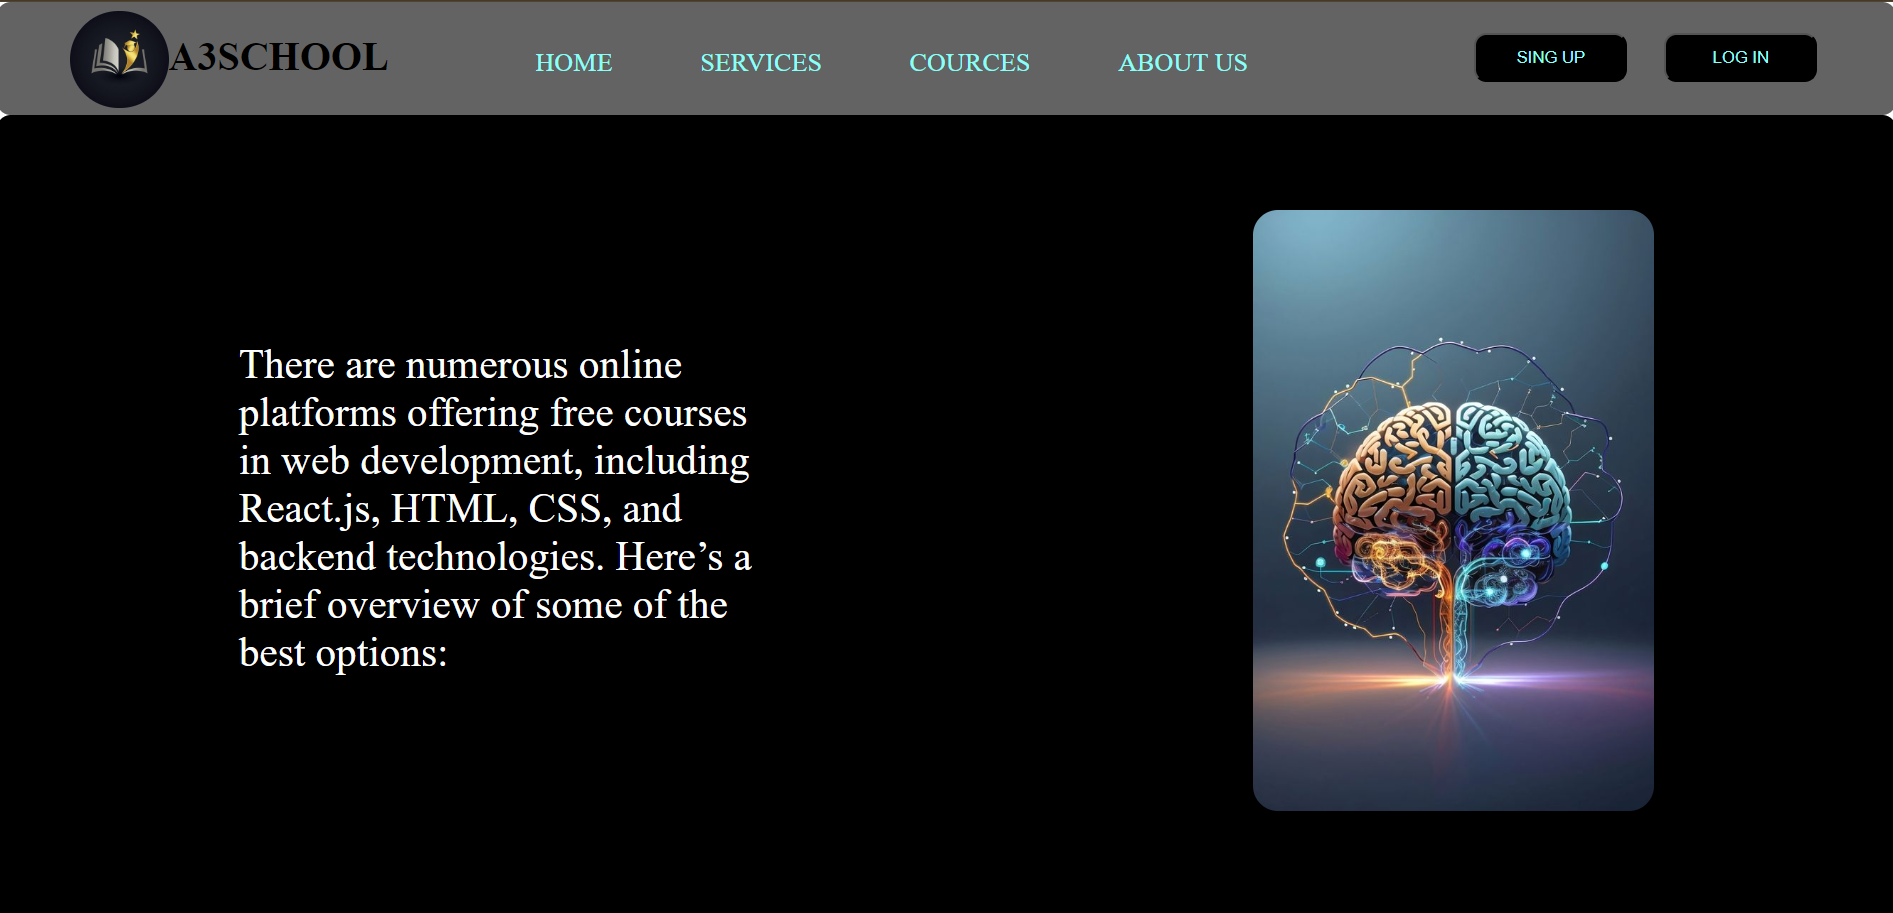 A3SCHOOL
HOME
SERVICES
COURCES
ABOUT US
SING UP
LOG IN
There are numerous online
platforms offering free courses
in web development, including
React.js, HTML, CSS, and
backend technologies. Here’s a
brief overview of some of the
best options: